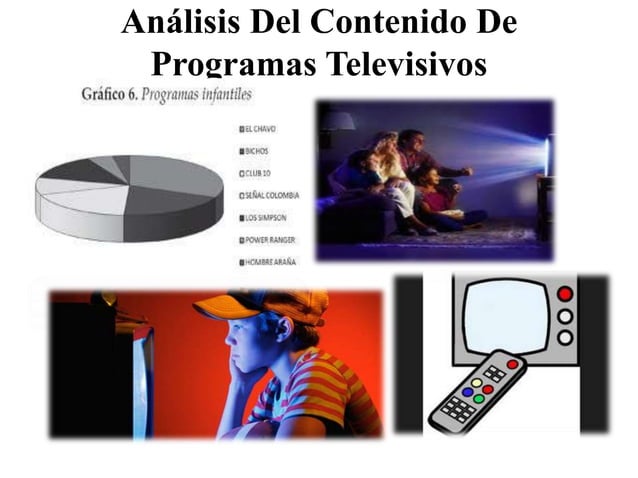 Análisis Del Contenido De
Programas Televisivos
Gráfico 6. Programas infantiles
EL CHAVO
BICHOS
CLUB 10
SEÑAL COLOMBIA
LOS SIMPSON
POWER RANGER
HOMBRE ARAÑA